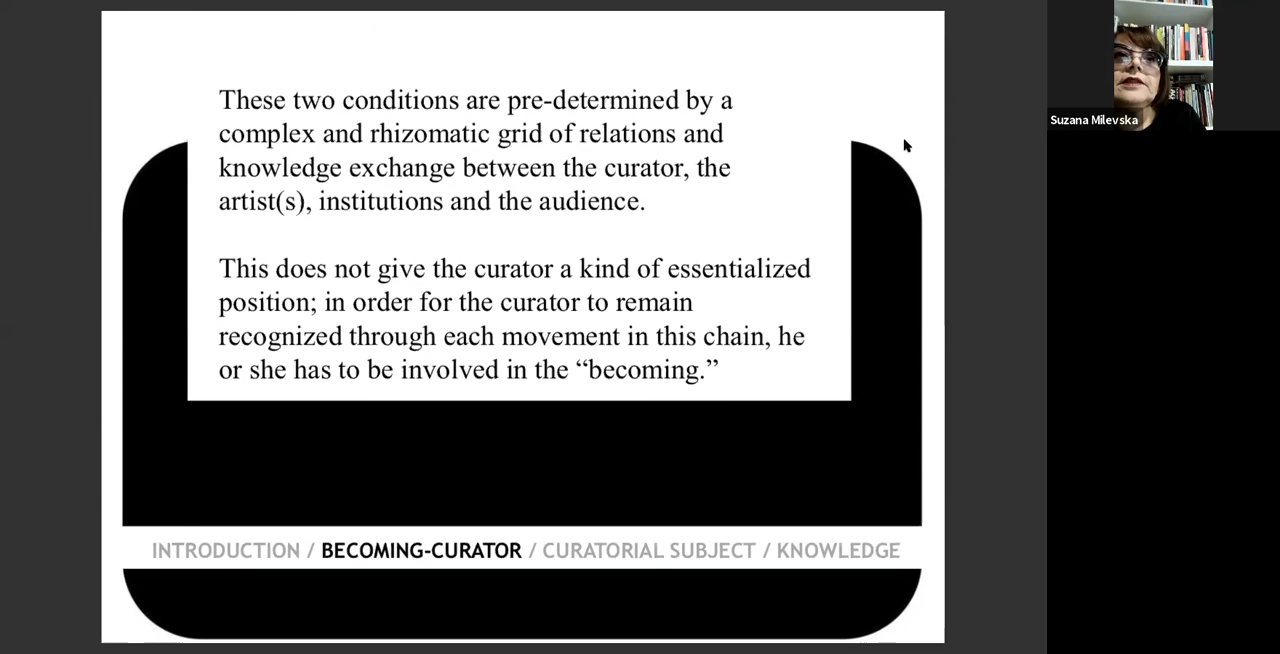 These two conditions are pre-determined by a
complex and rhizomatic grid of relations and
knowledge exchange between the curator, the
artist(s), institutions and the audience.
This does not give the curator a kind of essentialized
position; in order for the curator to remain
recognized through each movement in this chain, he
or she has to be involved in the “becoming.”
INTRODUCTION / BECOMING-CURATOR / CURATORIAL SUBJECT / KNOWLEDGE
Suzana Milevska